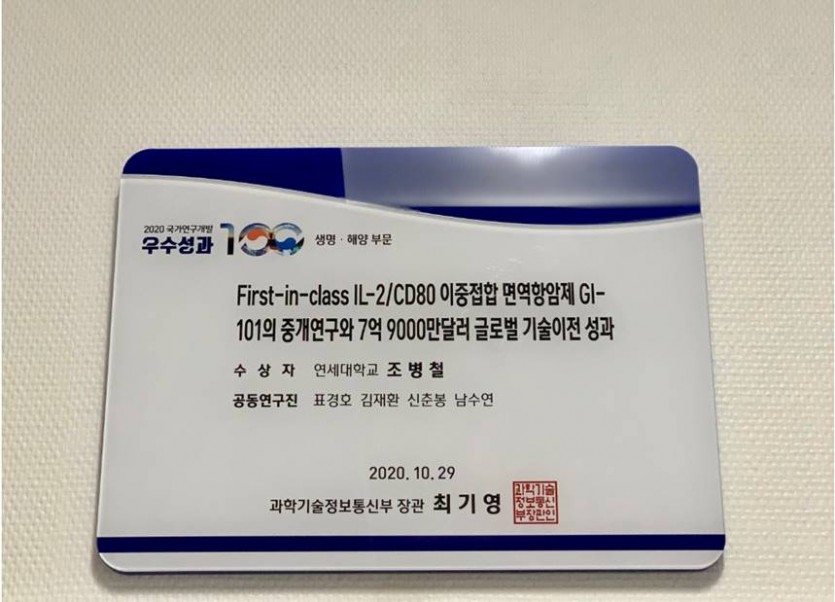 2020 국가연구개발
우수성과 100 생명·해양 부문
First-in-class IL-2/CD80 이중접합 면역항암제 GI-
101의 중개연구와 7억 9000만달러 글로벌 기술이전 성과
수 상 자 연세대학교 조병철
공동연구진 표경호 김재환 신춘봉 남수연
2020. 10. 29
과학기술정보통신부 장관 최기영
과학기술
정보통신
부장관인